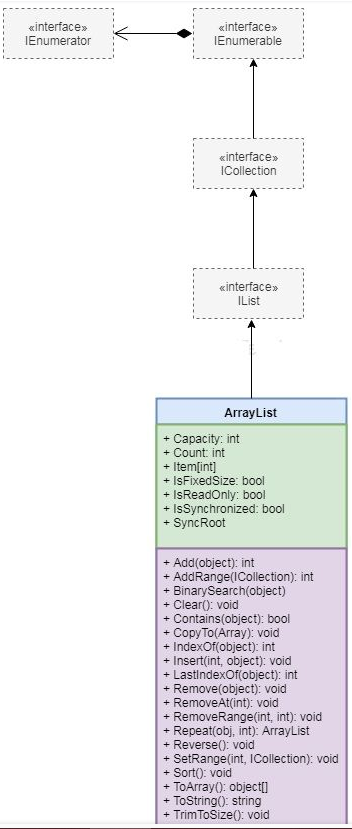 «interface»
IEnumerator
«interface»
IEnumerable
«interface»
ICollection
«interface»
IList
ArrayList
+ Capacity: int
+ Count: int
+ Item[int]
+ IsFixedSize: bool
+ IsReadOnly: bool
+ IsSynchronized: bool
+ SyncRoot
+ Add(object): int
+ AddRange(ICollection): int
+ BinarySearch(object)
+ Clear(): void
+ Contains(object): bool
+ CopyTo(Array): void
+ IndexOf(object): int
+ Insert(int, object): void
+ LastIndexOf(object): int
+ Remove(object): void
+ RemoveAt(int): void
+ RemoveRange(int, int): void
+ Repeat(obj, int): ArrayList
+ Reverse(): void
+ SetRange(int, ICollection): void
+ Sort(): void
+ ToArray(): object[]
+ ToString(): string
+ TrimToSize(): void